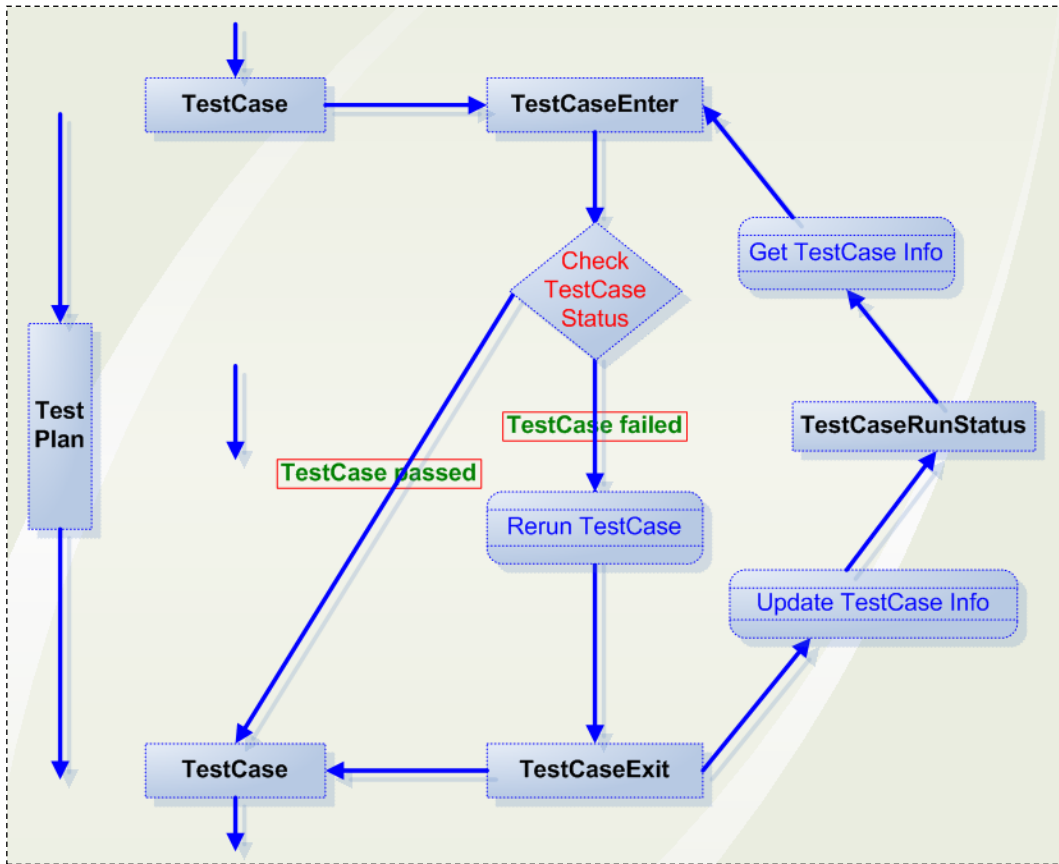 TestCase
TestCaseEnter
Get TestCase Info
Check
TestCase
Status
Test
Plan
TestCase failed
TestCaseRunStatus
TestCase passed
Rerun TestCase
Update TestCase Info
TestCase
TestCaseExit